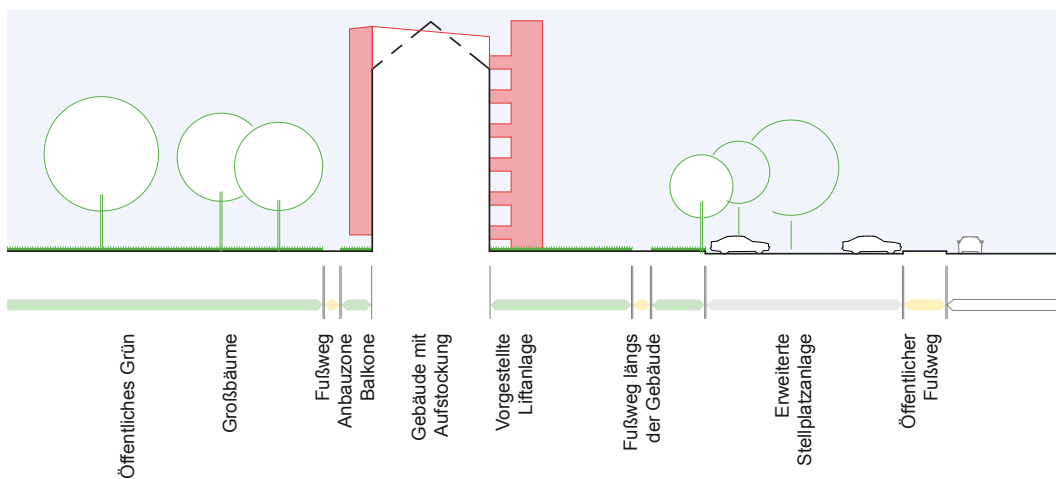 Öffentliches Grün
Großbäume
Fußweg
Anbauzone
Balkone
Gebäude mit
Aufstockung
Vorgestellte
Liftanlage
Fußweg längs
der Gebäude
Erweiterte
Stellplatzanlage
Öffentlicher
Fußweg